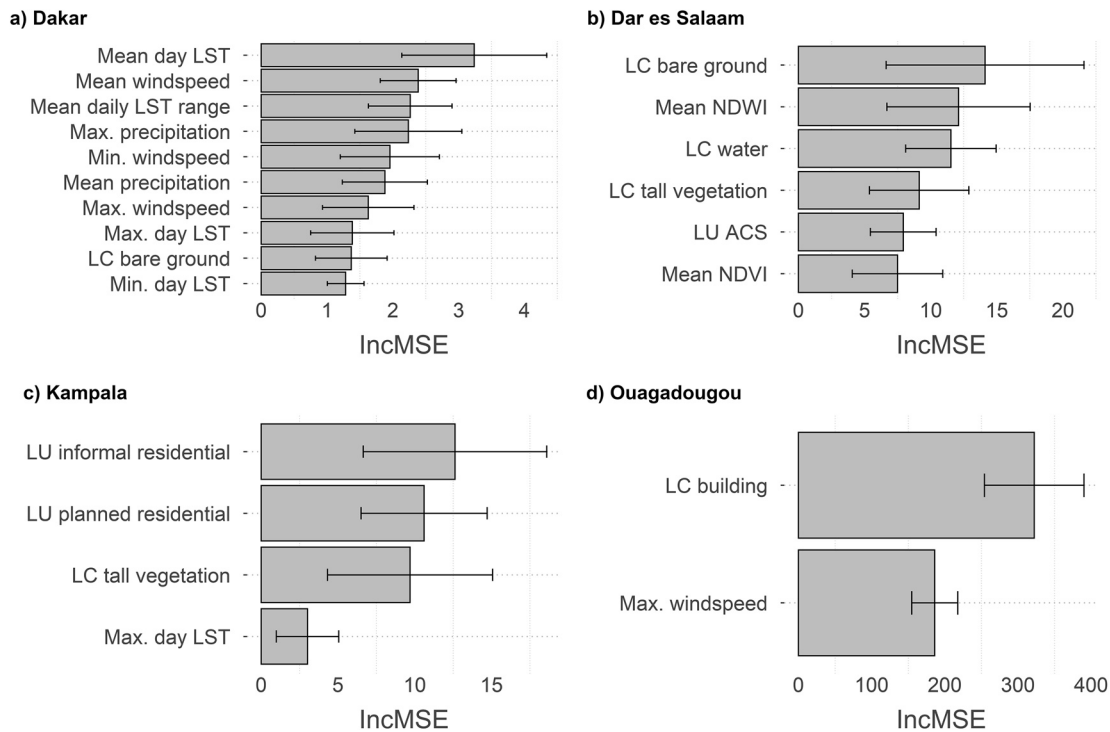 a) Dakar
Mean day LST
Mean windspeed
Mean daily LST range
Max. precipitation
Min. windspeed
Mean precipitation
Max. windspeed
Max. day LST
LC bare ground
Min. day LST
0 1 2 3 4
IncMSE
b) Dar es Salaam
LC bare ground
Mean NDWI
LC water
LC tall vegetation
LU ACS
Mean NDVI
0 5 10 15 20
IncMSE
c) Kampala
LU informal residential
LU planned residential
LC tall vegetation
Max. day LST
0 5 10 15
IncMSE
d) Ouagadougou
LC building
Max. windspeed
0 100 200 300 400
IncMSE